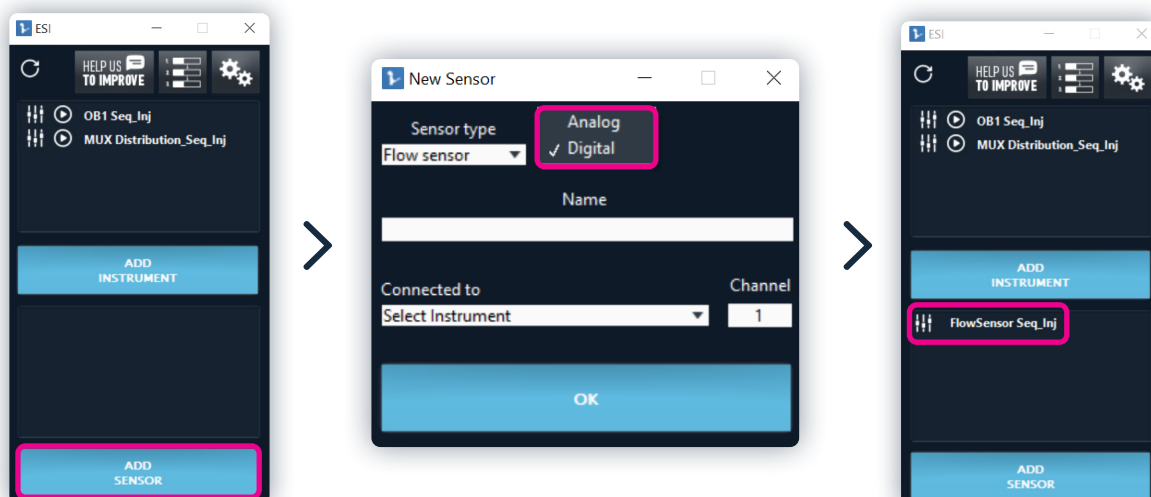 ESI
HELP US
TO IMPROVE
OB1 Seq_Inj
MUX Distribution_Seq_Inj
ADD
INSTRUMENT
ADD
SENSOR
New Sensor
Sensor type
Flow sensor
Analog
✓ Digital
Name
Connected to
Channel
Select Instrument
1
OK
ESI
HELP US
TO IMPROVE
OB1 Seq_Inj
MUX Distribution_Seq_Inj
ADD
INSTRUMENT
FlowSensor Seq_Inj
ADD
SENSOR